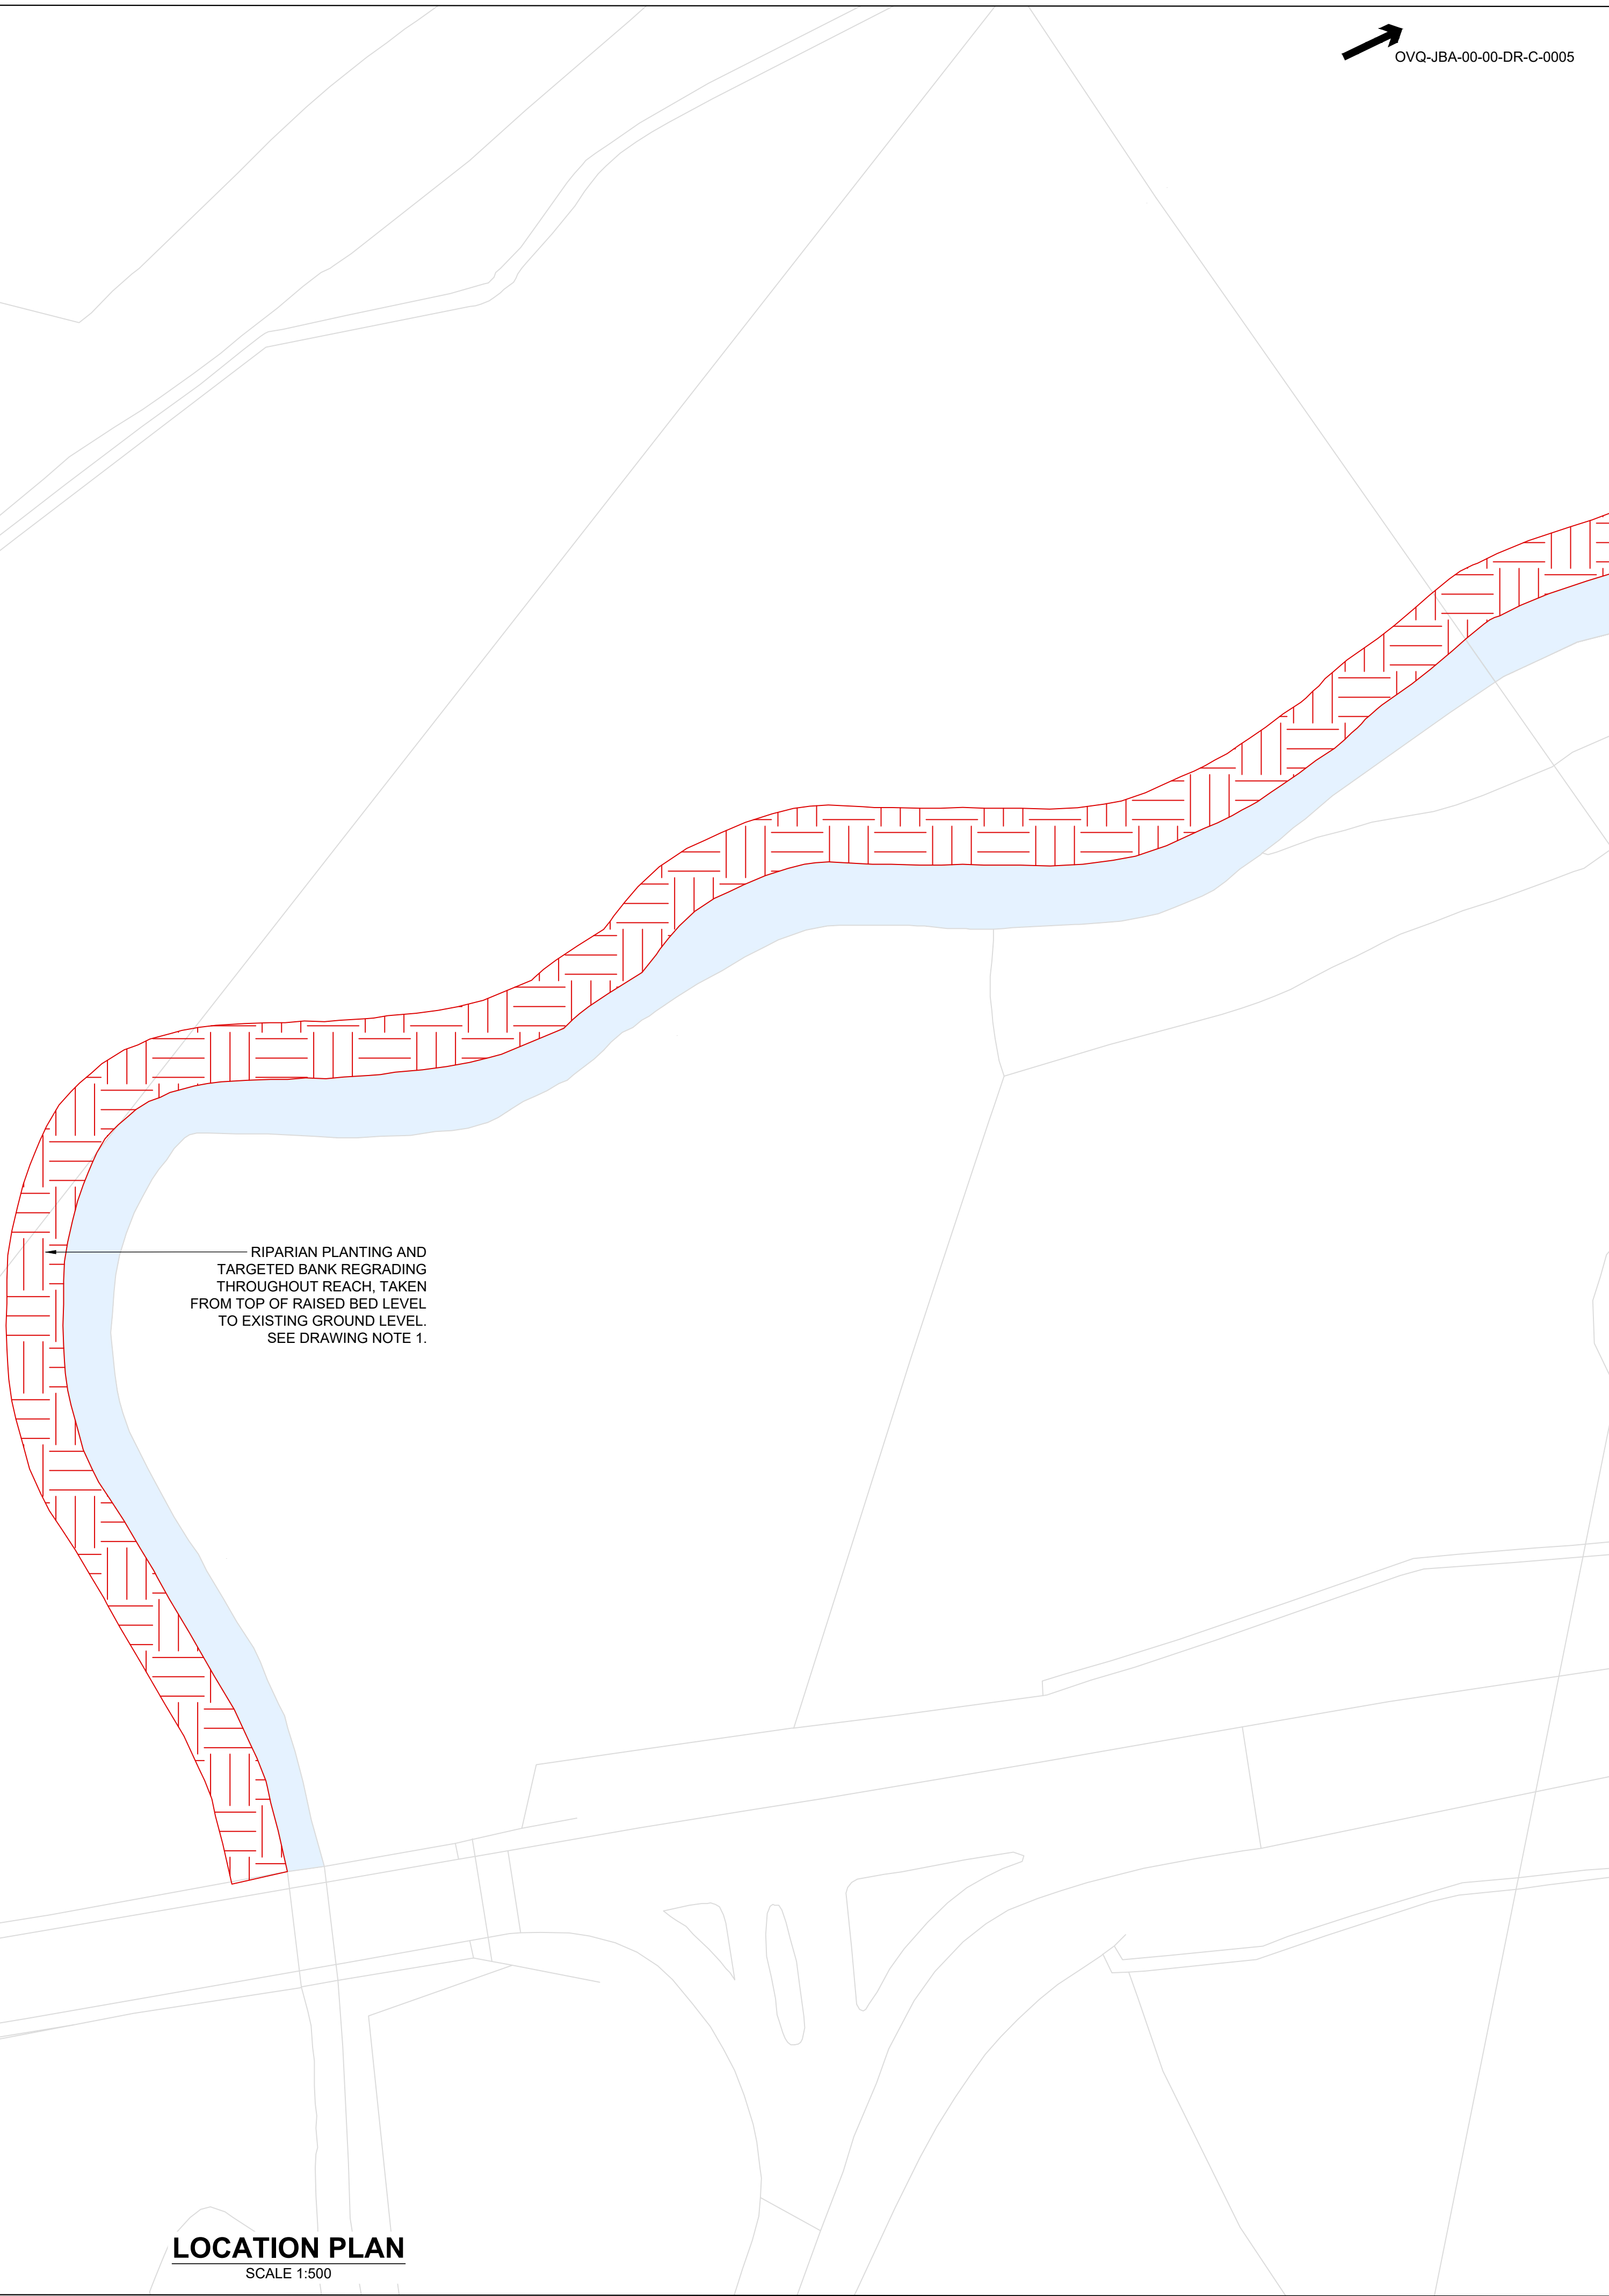 OVQ-JBA-00-00-DR-C-0005
RIPARIAN PLANTING AND
TARGETED BANK REGRADING
THROUGHOUT REACH, TAKEN
FROM TOP OF RAISED BED LEVEL
TO EXISTING GROUND LEVEL.
SEE DRAWING NOTE 1.
LOCATION PLAN
SCALE 1:500